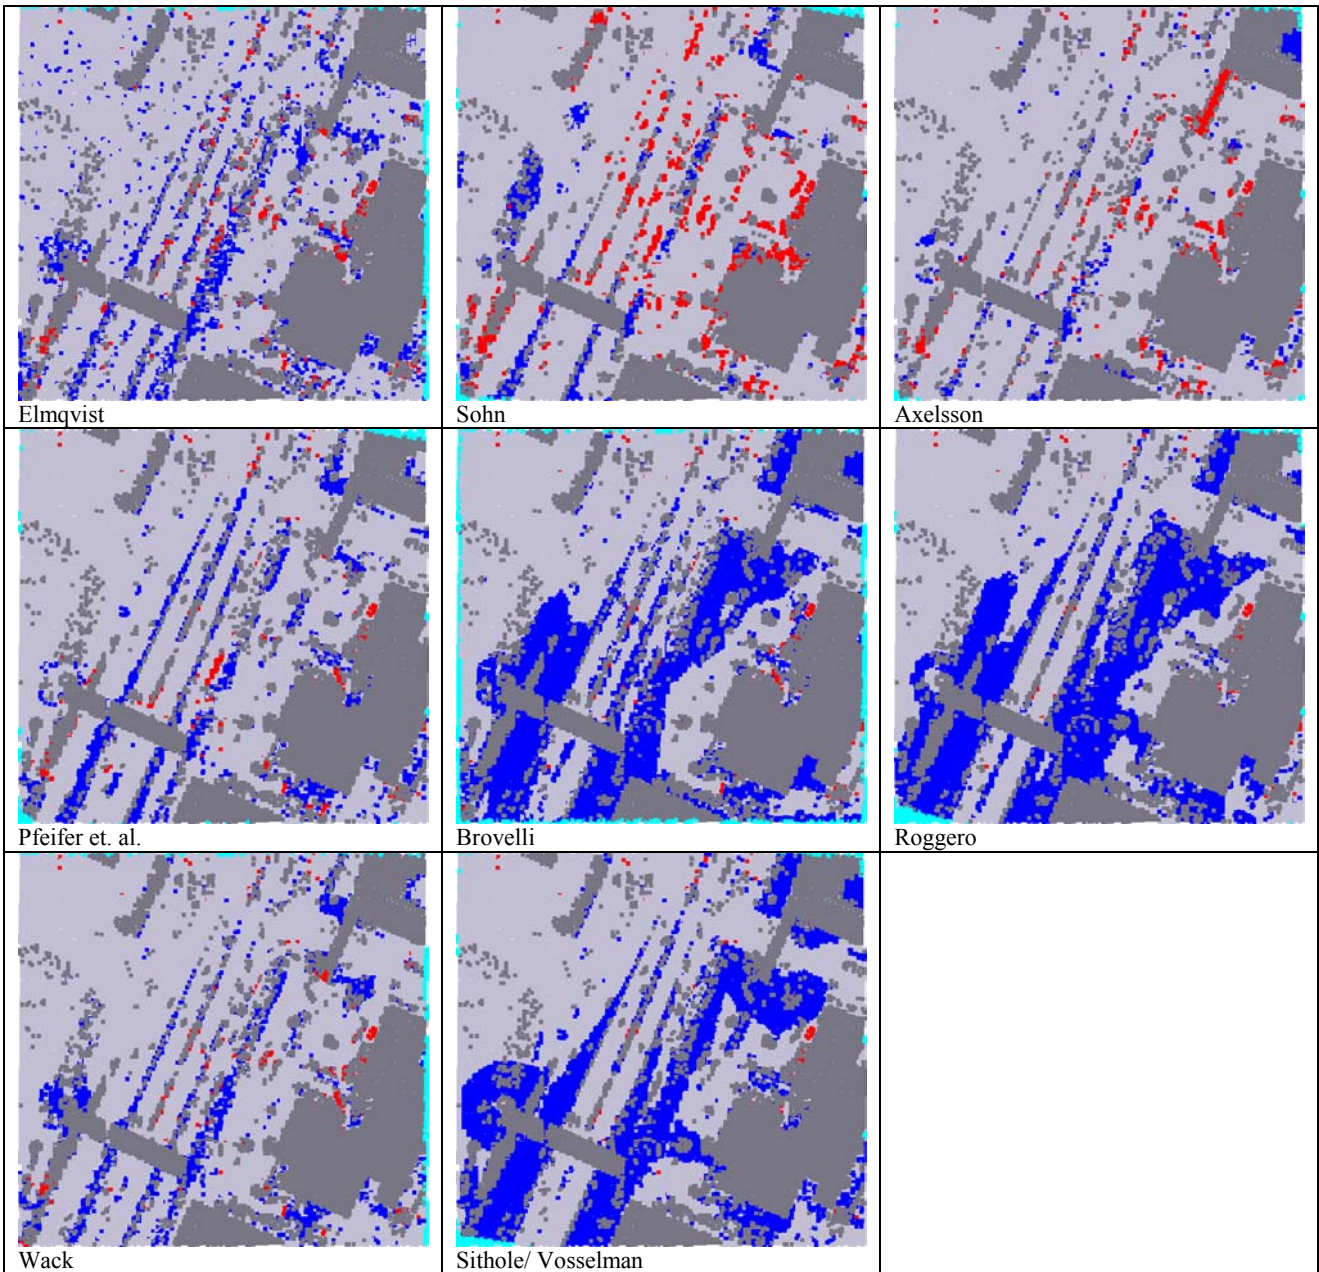 Elmqvist
Sohn
Axelsson
Pfeifer et. al.
Brovelli
Roggero
Wack
Sithole/ Vosselman